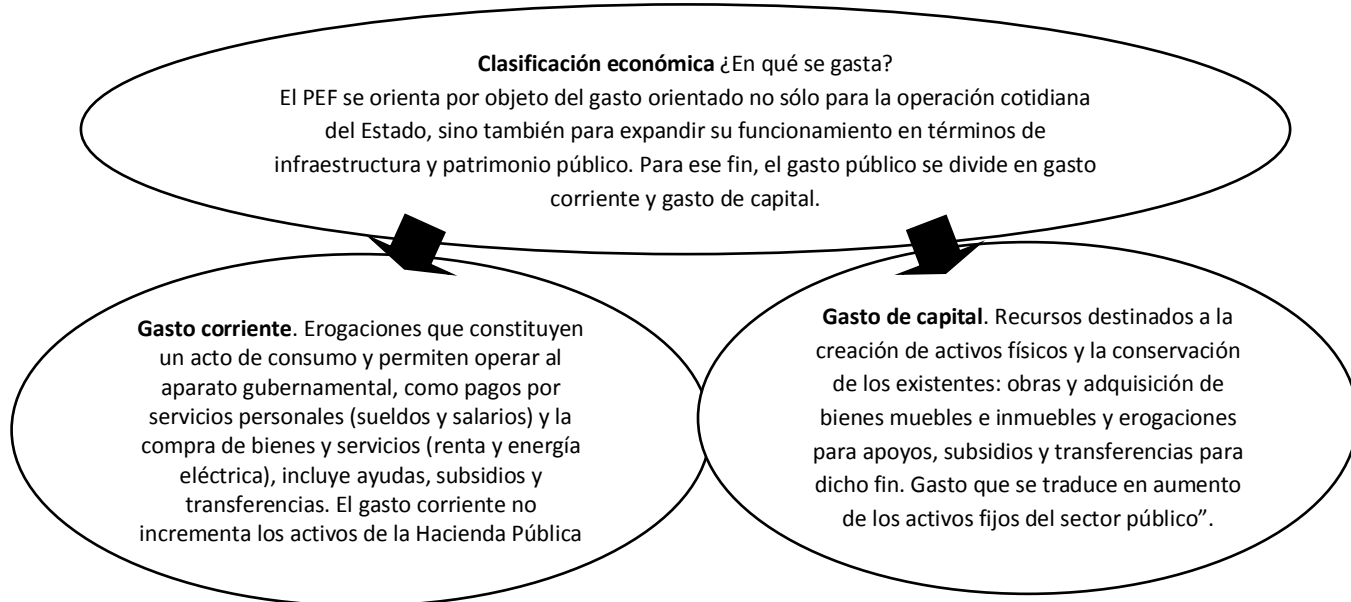 Clasificación económica ¿En qué se gasta?
El PEF se orienta por objeto del gasto orientado no sólo para la operación cotidiana
del Estado, sino también para expandir su funcionamiento en términos de
infraestructura y patrimonio público. Para ese fin, el gasto público se divide en gasto
corriente y gasto de capital.
Gasto corriente. Erogaciones que constituyen
un acto de consumo y permiten operar al
aparato gubernamental, como pagos por
servicios personales (sueldos y salarios) y la
compra de bienes y servicios (renta y energía
eléctrica), incluye ayudas, subsidios y
transferencias. El gasto corriente no
incrementa los activos de la Hacienda Pública
Gasto de capital. Recursos destinados a la
creación de activos físicos y la conservación
de los existentes: obras y adquisición de
bienes muebles e inmuebles y erogaciones
para apoyos, subsidios y transferencias para
dicho fin. Gasto que se traduce en aumento
de los activos fijos del sector público”.